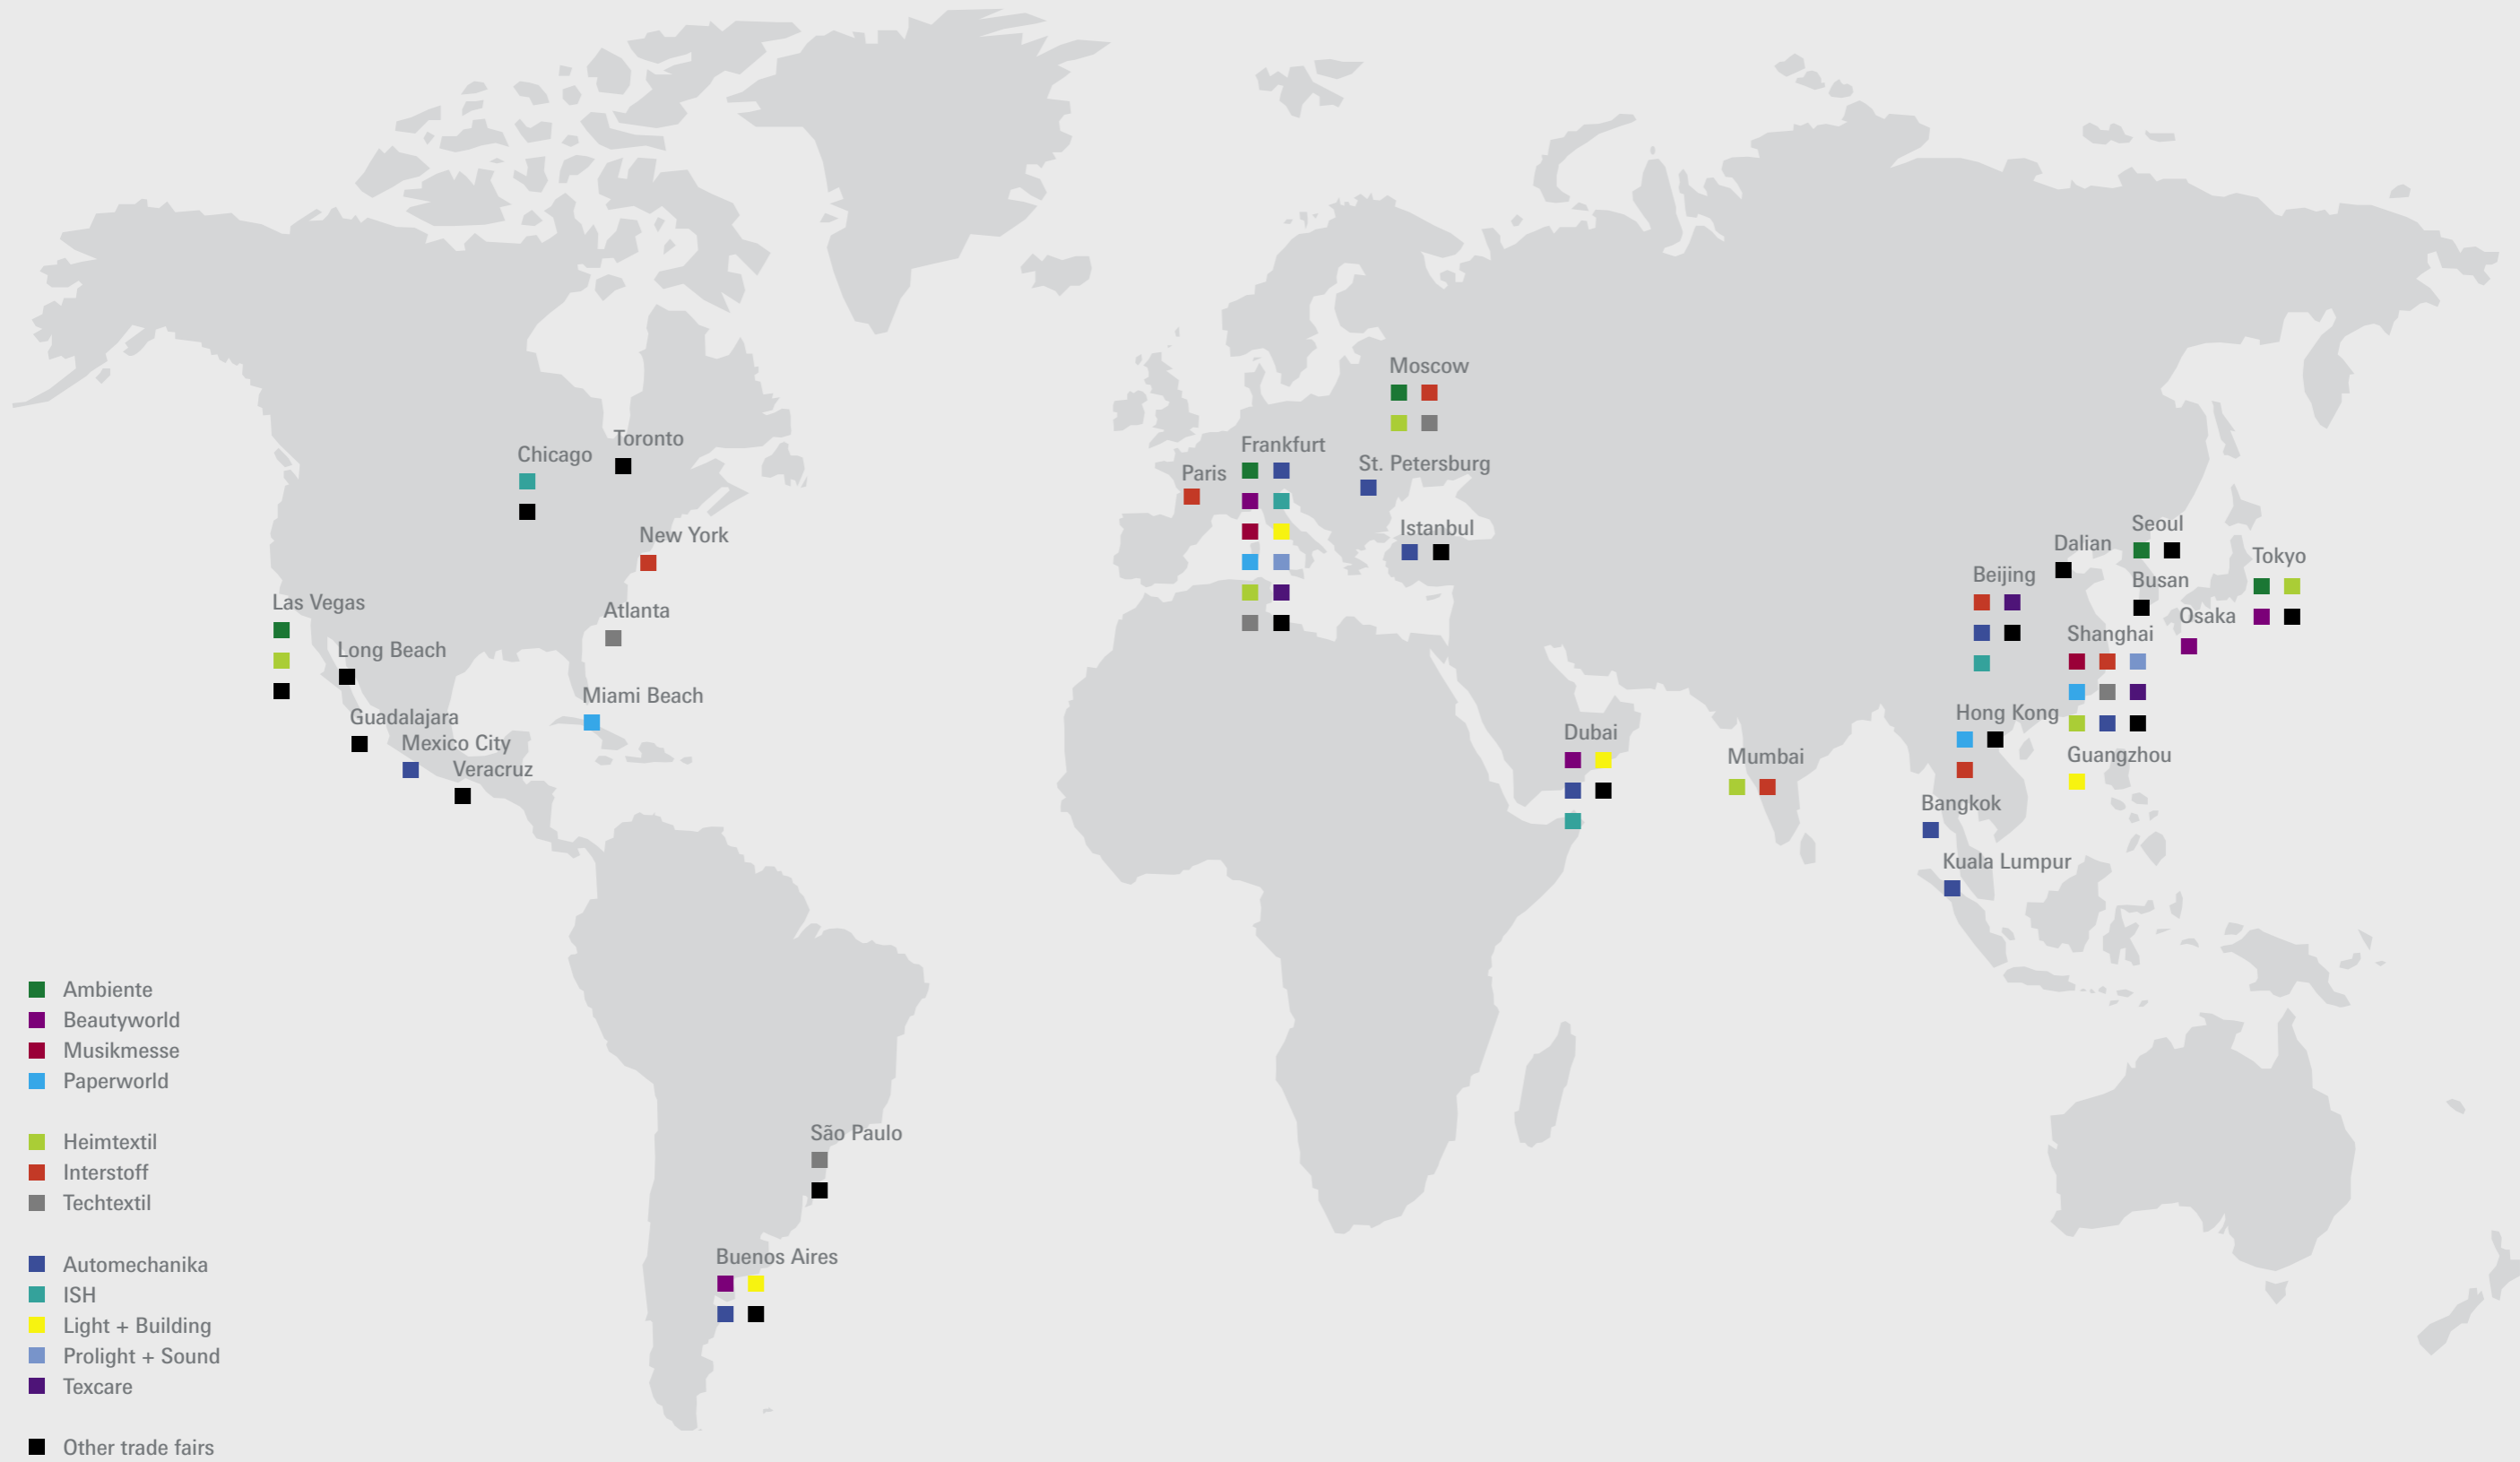 Moscow
Toronto
Frankfurt
Chicago
St. Petersburg
Paris
Seoul
Istanbul
New York
Dalian
Tokyo
Beijing
Busan
Las Vegas
Atlanta
Osaka
Shanghai
Long Beach
Miami Beach
Hong Kong
Guadalajara
Dubai
Mexico City
Guangzhou
Mumbai
Veracruz
Bangkok
Kuala Lumpur
Ambiente
Beautyworld
Musikmesse
Paperworld
São Paulo
Heimtextil
Interstoff
Techtextil
Buenos Aires
Automechanika
ISH
Light + Building
Prolight + Sound
Texcare
Other trade fairs